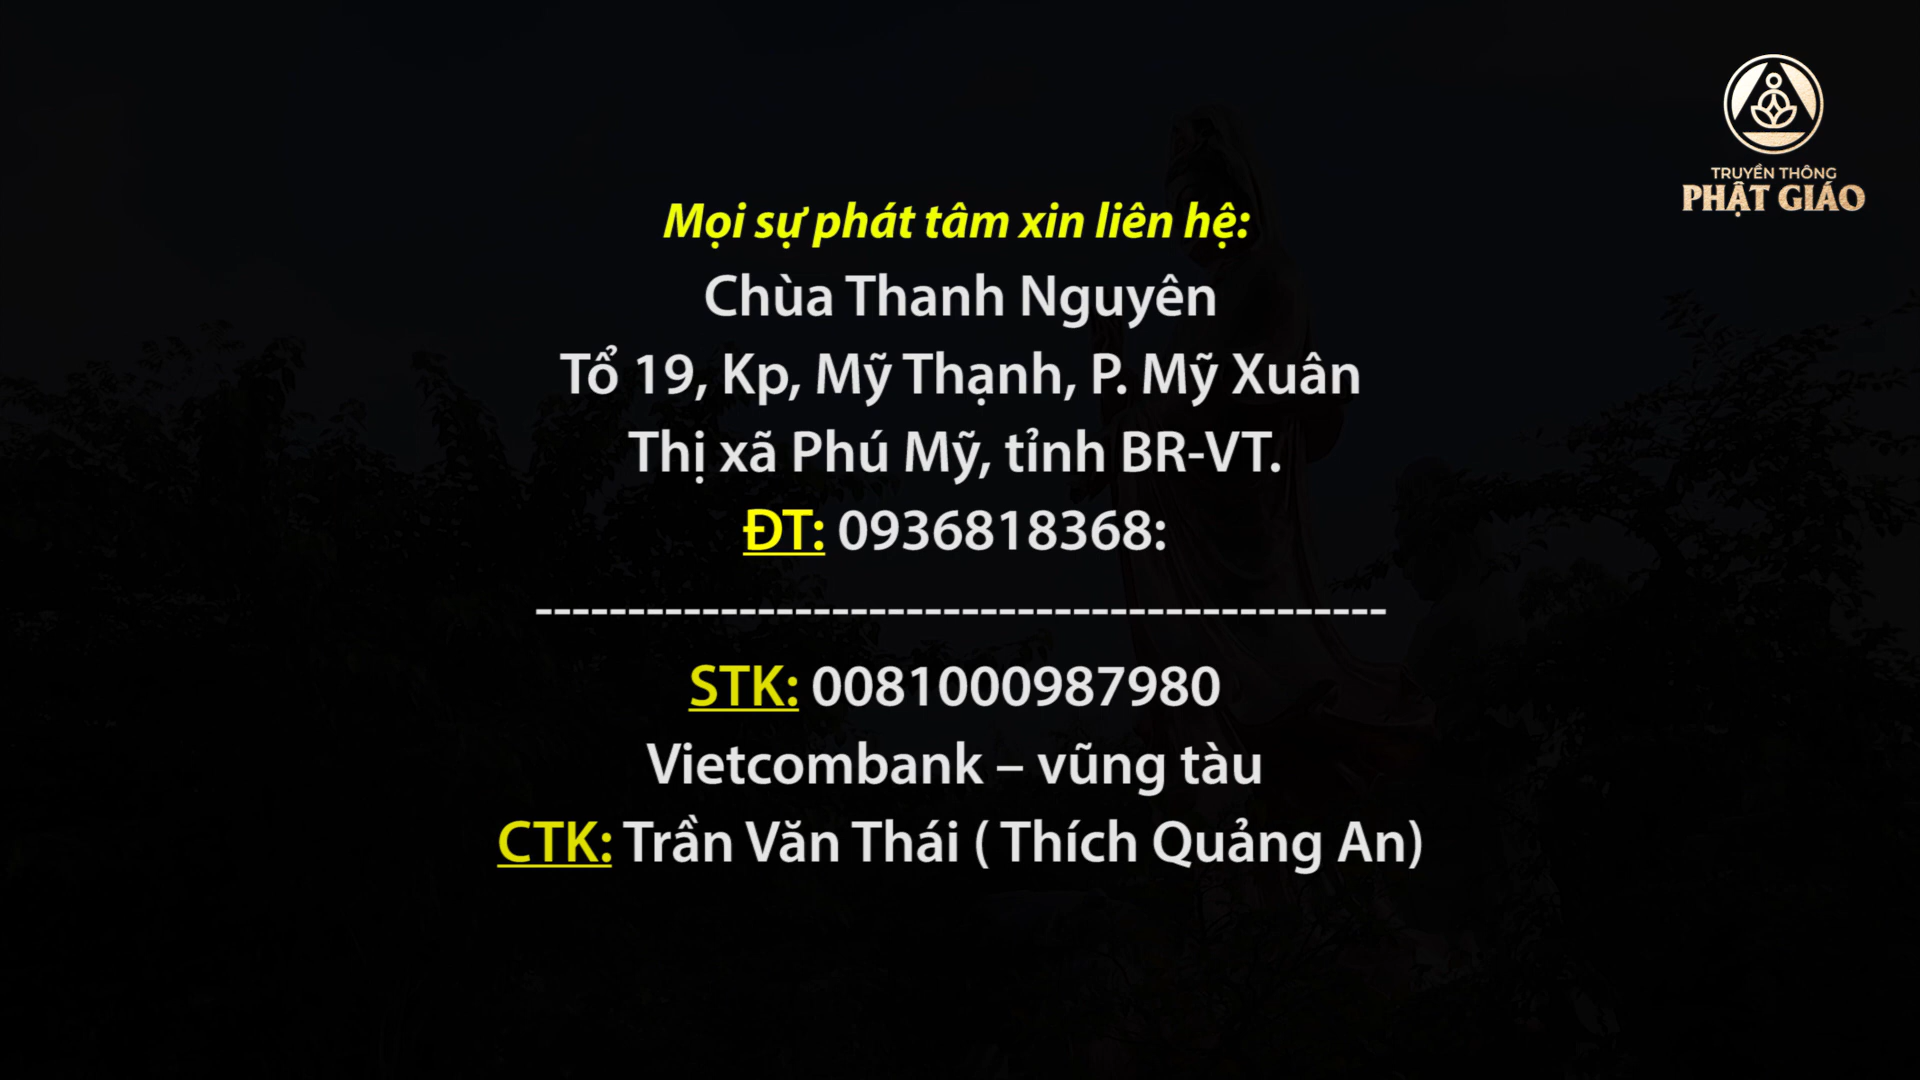 TRUYỀN THÔNG
PHẬT GIÁO
Mọi sự phát tâm xin liên hệ:
Chùa Thanh Nguyên
Tổ 19, Kp, Mỹ Thạnh, P. Mỹ Xuân
Thị xã Phú Mỹ, tỉnh BR-VT.
ĐT: 0936818368:
-----------------------------------------------
STK: 0081000987980
Vietcombank – vũng tàu
CTK: Trần Văn Thái ( Thích Quảng An)